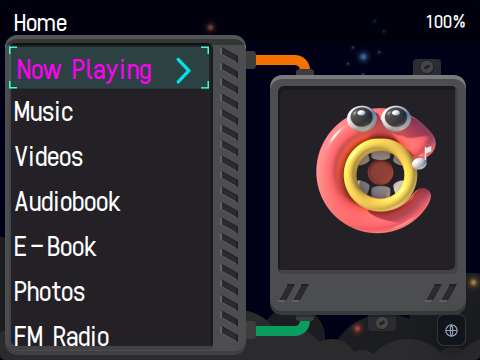 Home
100%
Now Playing
Music
Videos
Audiobook
E-Book
Photos
FM Radio